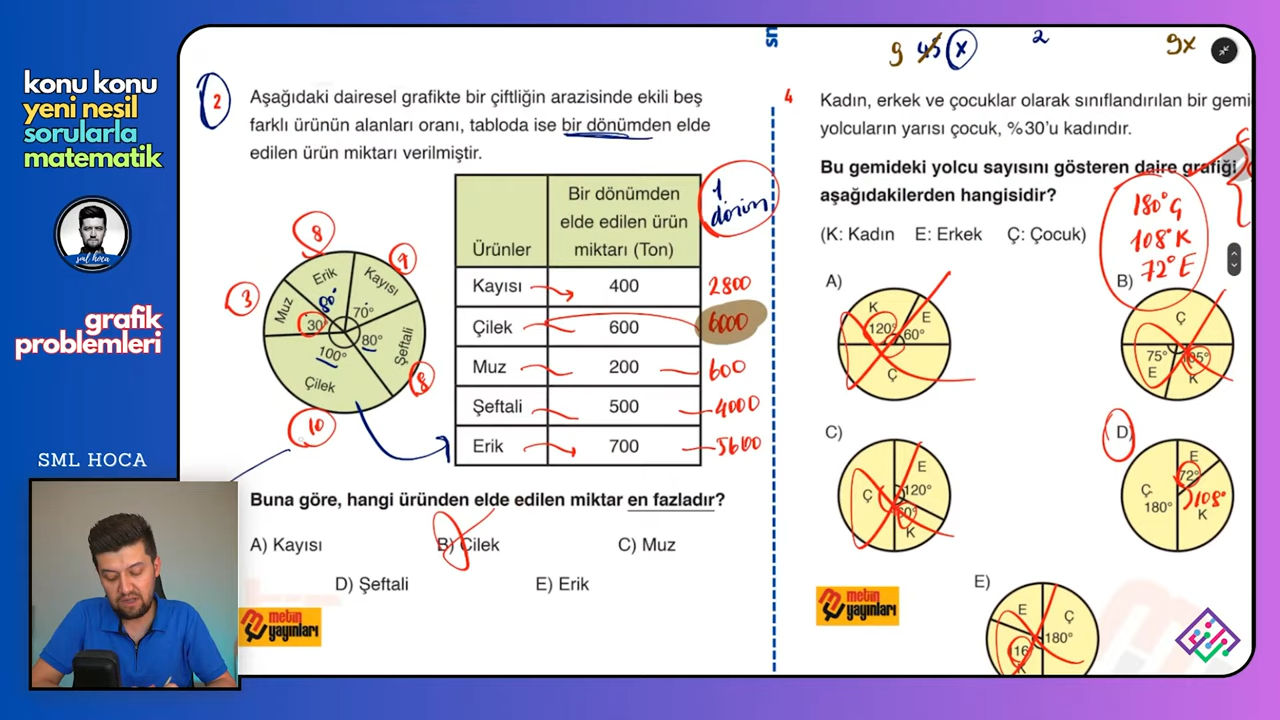 konu konu
yeni nesil
sorularla
matematik
sml hoca
grafik
problemleri
SML HOCA
2
Aşağıdaki dairesel grafikte bir çiftliğin arazisinde ekili beş
farklı ürünün alanları oranı, tabloda ise bir dönümden elde
edilen ürün miktarı verilmiştir.
8
9
3
8
10
Erik
Kayısı
Muz
80°
70°
30°
80°
100°
Şeftali
Çilek
Ürünler
Bir dönümden
elde edilen ürün
miktarı (Ton)
1
dönüm
Kayısı 400 2800
Çilek 600 6000
Muz 200 600
Şeftali 500 4000
Erik 700 5600
Buna göre, hangi üründen elde edilen miktar en fazladır?
A) Kayısı B) Çilek C) Muz
D) Şeftali E) Erik
metin
yayınları
9 45 x 2 9x
4
Kadın, erkek ve çocuklar olarak sınıflandırılan bir gemi
yolcuların yarısı çocuk, %30'u kadındır.
Bu gemideki yolcu sayısını gösteren daire grafiği
aşağıdakilerden hangisidir?
(K: Kadın E: Erkek Ç: Çocuk)
180° Ç
108° K
72° E
A)
K
E
120°
60°
Ç
B)
Ç
75°
105°
E
K
C)
E
Ç
120°
60°
K
D)
E
72°
Ç
180°
108°
K
E)
E
Ç
180°
116
K
metin
yayınları